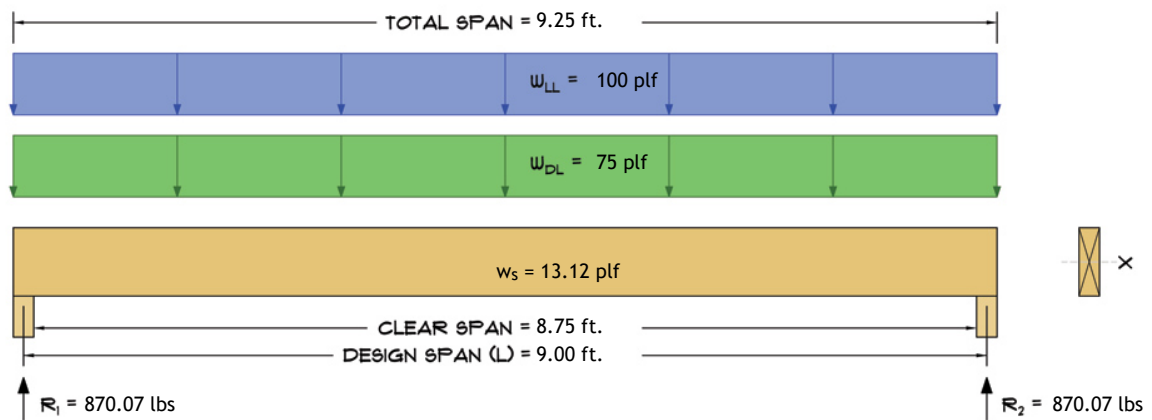 TOTAL SPAN = 9.25 ft.
WLL = 100 plf
WDL = 75 plf
ws = 13.12 plf
X
CLEAR SPAN = 8.75 ft.
DESIGN SPAN (L) = 9.00 ft.
R1 = 870.07 lbs
R2 = 870.07 lbs